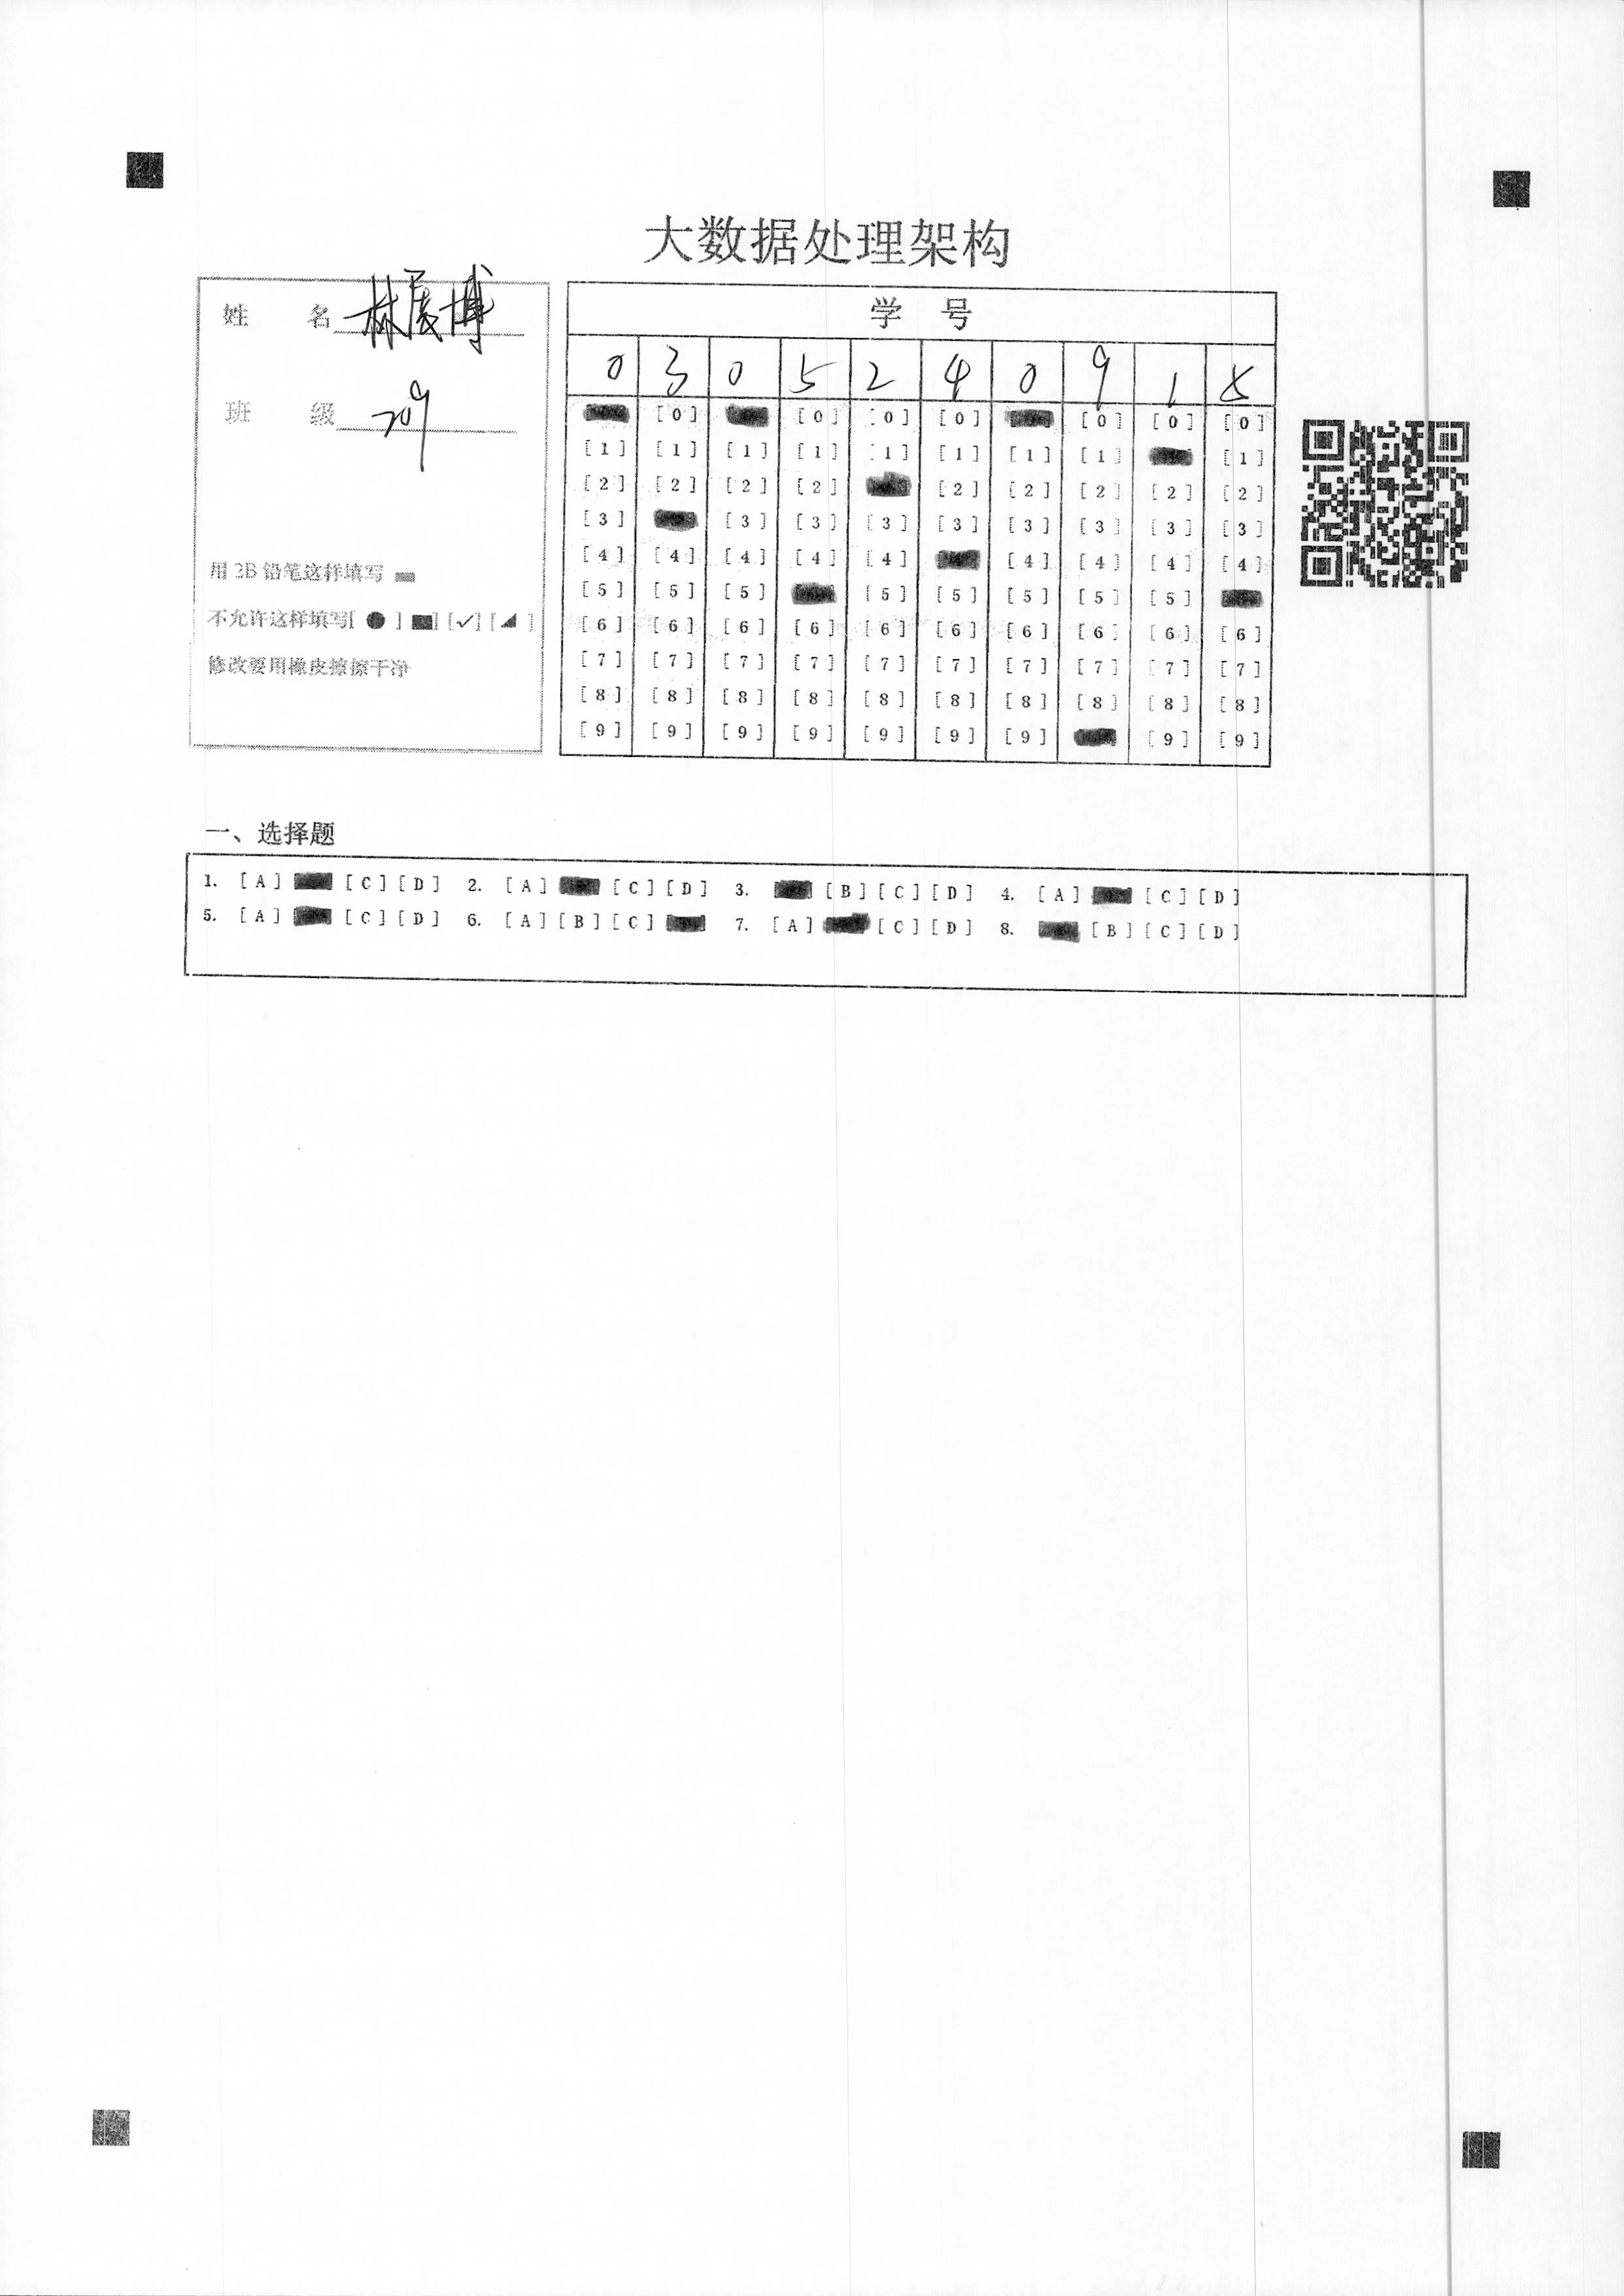 大数据处理架构
姓 名 林展博
班 级 209
用 2B 铅笔这样填写
不允许这样填写[ ● ] [✓] [ ]
修改要用橡皮擦擦干净
学 号
0 3 0 5 2 4 0 9 1 5
[0] [0] [0] [0] [0] [0] [0]
[1] [1] [1] [1] [1] [1] [1] [1] [1]
[2] [2] [2] [2] [2] [2] [2] [2] [2]
[3] [3] [3] [3] [3] [3] [3] [3] [3]
[4] [4] [4] [4] [4] [4] [4] [4] [4]
[5] [5] [5] [5] [5] [5] [5] [5]
[6] [6] [6] [6] [6] [6] [6] [6] [6] [6]
[7] [7] [7] [7] [7] [7] [7] [7] [7] [7]
[8] [8] [8] [8] [8] [8] [8] [8] [8] [8]
[9] [9] [9] [9] [9] [9] [9] [9] [9]
一、选择题
1. [A] [C] [D] 2. [A] [C] [D] 3. [B] [C] [D] 4. [A] [C] [D]
5. [A] [C] [D] 6. [A] [B] [C] 7. [A] [C] [D] 8. [B] [C] [D]